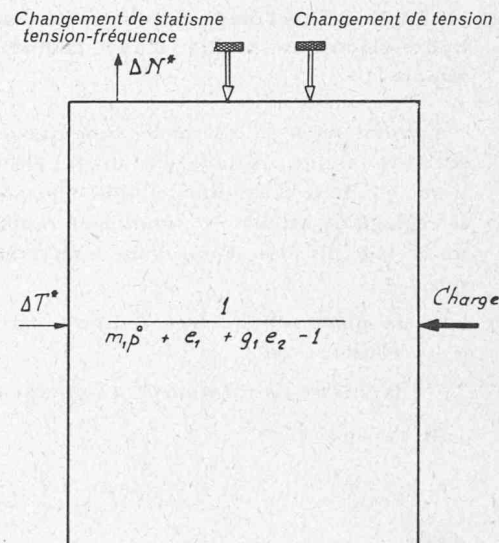 Changement de statisme
tension-fréquence
Changement de tension
ΔN*
ΔT*
1
m₁p° + e₁ + g₁e₂ -1
Charge